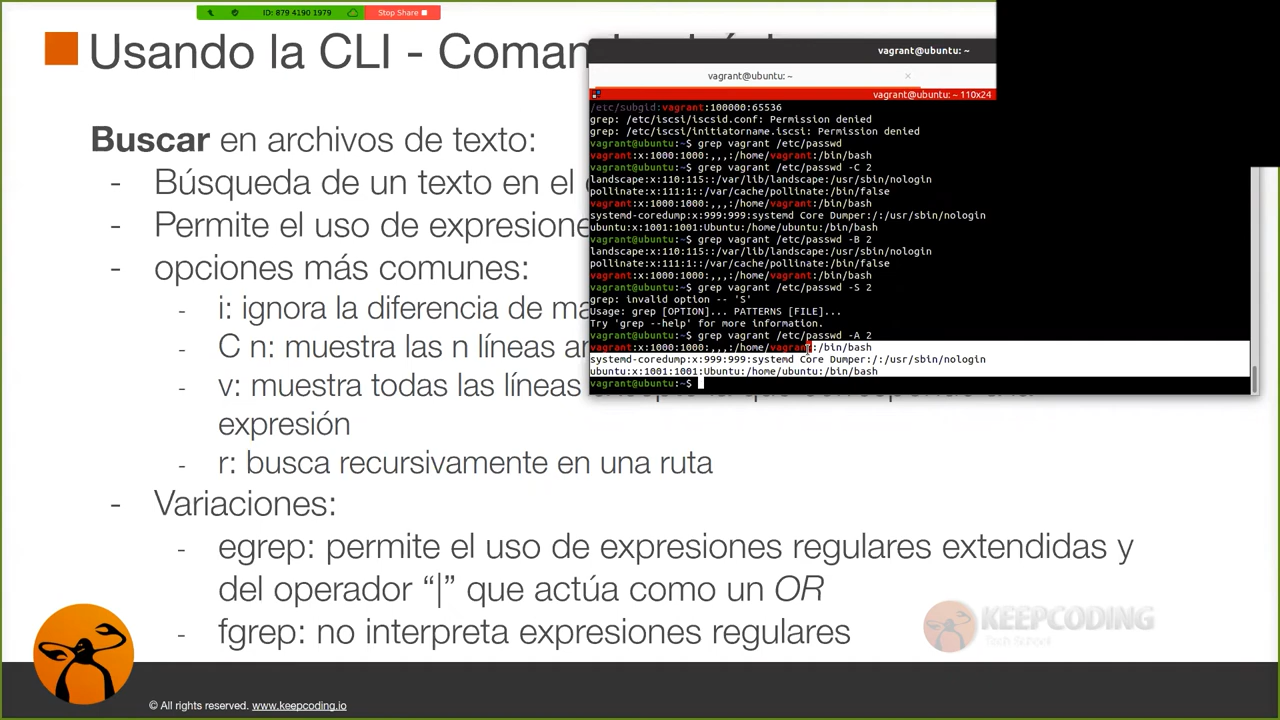 ID: 879 4190 1979
Stop Share
Usando la CLI -
vagrant@ubuntu: ~
vagrant@ubuntu: ~
vagrant@ubuntu: ~ 110x24
/etc/subgid:vagrant:100000:65536
grep: /etc/iscsi/iscsid.conf: Permission denied
grep: /etc/iscsi/initiatorname.iscsi: Permission denied
vagrant@ubuntu:~$ grep vagrant /etc/passwd
vagrant:x:1000:1000:,,,:/home/vagrant:/bin/bash
vagrant@ubuntu:~$ grep vagrant /etc/passwd -C 2
landscape:x:110:115::/var/lib/landscape:/usr/sbin/nologin
pollinate:x:111:1::/var/cache/pollinate:/bin/false
vagrant:x:1000:1000:,,,:/home/vagrant:/bin/bash
systemd-coredump:x:999:999:systemd Core Dumper:/:/usr/sbin/nologin
ubuntu:x:1001:1001:Ubuntu:/home/ubuntu:/bin/bash
vagrant@ubuntu:~$ grep vagrant /etc/passwd -B 2
landscape:x:110:115::/var/lib/landscape:/usr/sbin/nologin
pollinate:x:111:1::/var/cache/pollinate:/bin/false
vagrant:x:1000:1000:,,,:/home/vagrant:/bin/bash
vagrant@ubuntu:~$ grep vagrant /etc/passwd -S 2
grep: invalid option -- 'S'
Usage: grep [OPTION]... PATTERNS [FILE]...
Try 'grep --help' for more information.
vagrant@ubuntu:~$ grep vagrant /etc/passwd -A 2
vagrant:x:1000:1000:,,,:/home/vagrant:/bin/bash
systemd-coredump:x:999:999:systemd Core Dumper:/:/usr/sbin/nologin
ubuntu:x:1001:1001:Ubuntu:/home/ubuntu:/bin/bash
vagrant@ubuntu:~$
Buscar en archivos de texto:
- Búsqueda de un texto en el
- Permite el uso de
- opciones más comunes:
- i: ignora la diferencia de
- C n: muestra las n líneas
- v: muestra todas las líneas
expresión
- r: busca recursivamente en una ruta
- Variaciones:
- egrep: permite el uso de expresiones regulares extendidas y
del operador “|” que actúa como un OR
- fgrep: no interpreta expresiones regulares
KEEPCODING
Tech School
© All rights reserved. www.keepcoding.io